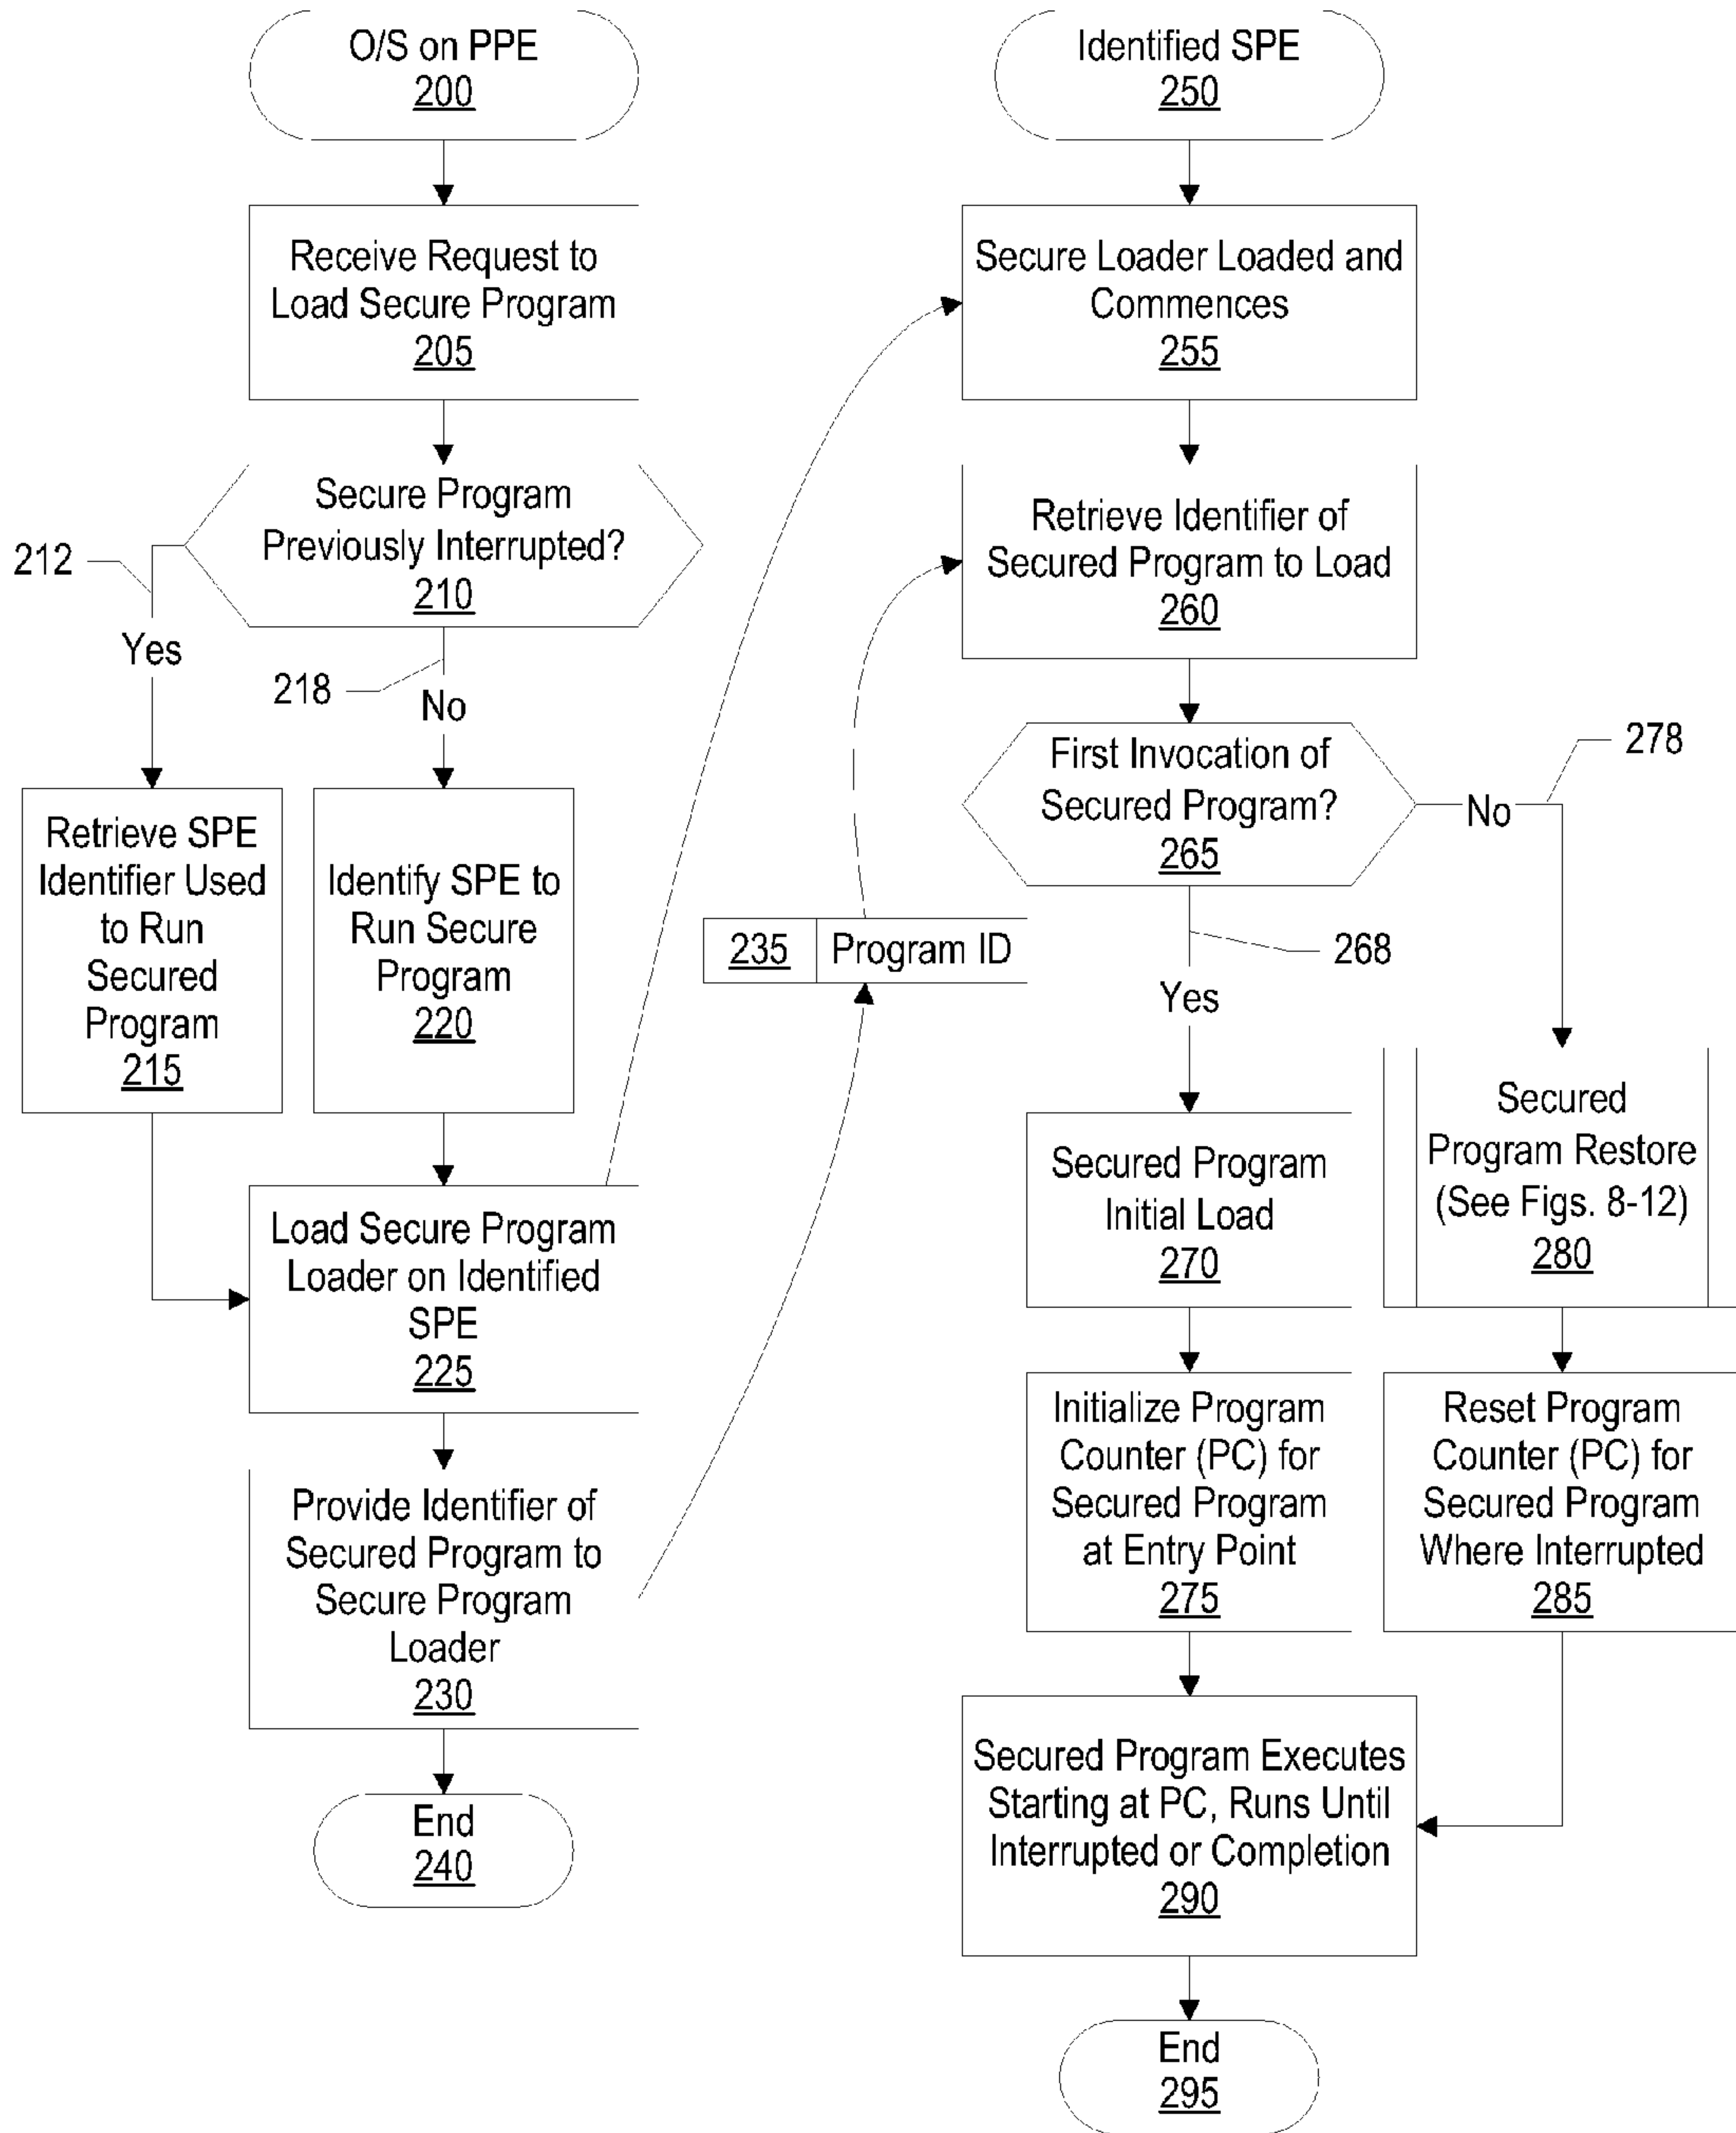 O/S on PPE
200
Receive Request to
Load Secure Program
205
Secure Program
Previously Interrupted?
210
212
Yes
218
No
Retrieve SPE
Identifier Used
to Run
Secured
Program
215
Identify SPE to
Run Secure
Program
220
Load Secure Program
Loader on Identified
SPE
225
Provide Identifier of
Secured Program to
Secure Program
Loader
230
End
240
235 Program ID
Identified SPE
250
Secure Loader Loaded and
Commences
255
Retrieve Identifier of
Secured Program to Load
260
First Invocation of
Secured Program?
265
278
No
268
Yes
Secured Program
Initial Load
270
Secured
Program Restore
(See Figs. 8-12)
280
Initialize Program
Counter (PC) for
Secured Program
at Entry Point
275
Reset Program
Counter (PC) for
Secured Program
Where Interrupted
285
Secured Program Executes
Starting at PC, Runs Until
Interrupted or Completion
290
End
295